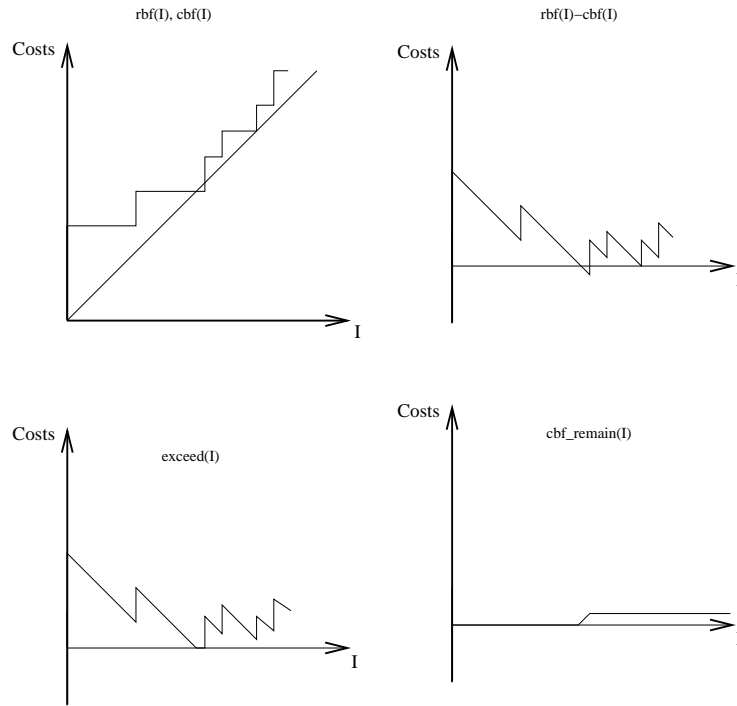 rbf(I), cbf(I)
Costs
I
rbf(I)−cbf(I)
Costs
exceed(I)
Costs
I
cbf_remain(I)
Costs